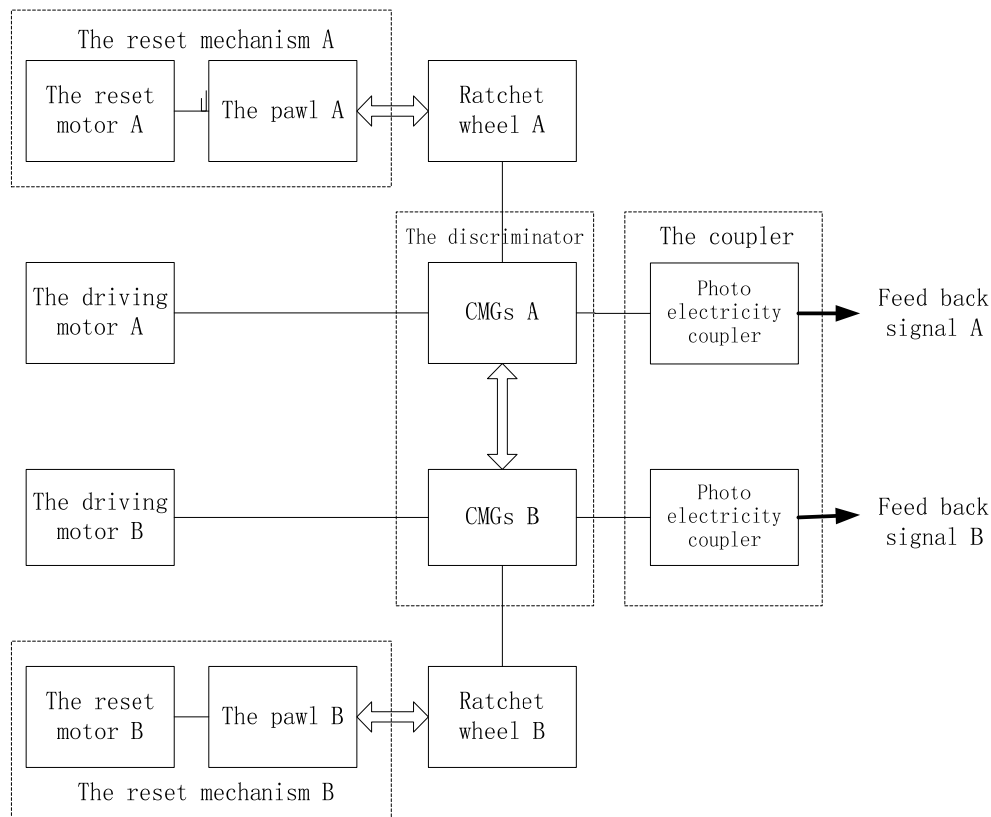 The reset mechanism A
The reset
motor A
The pawl A
Ratchet
wheel A
The discriminator
The coupler
The driving
motor A
CMGs A
Photo
electricity
coupler
Feed back
signal A
The driving
motor B
CMGs B
Photo
electricity
coupler
Feed back
signal B
The reset
motor B
The pawl B
Ratchet
wheel B
The reset mechanism B